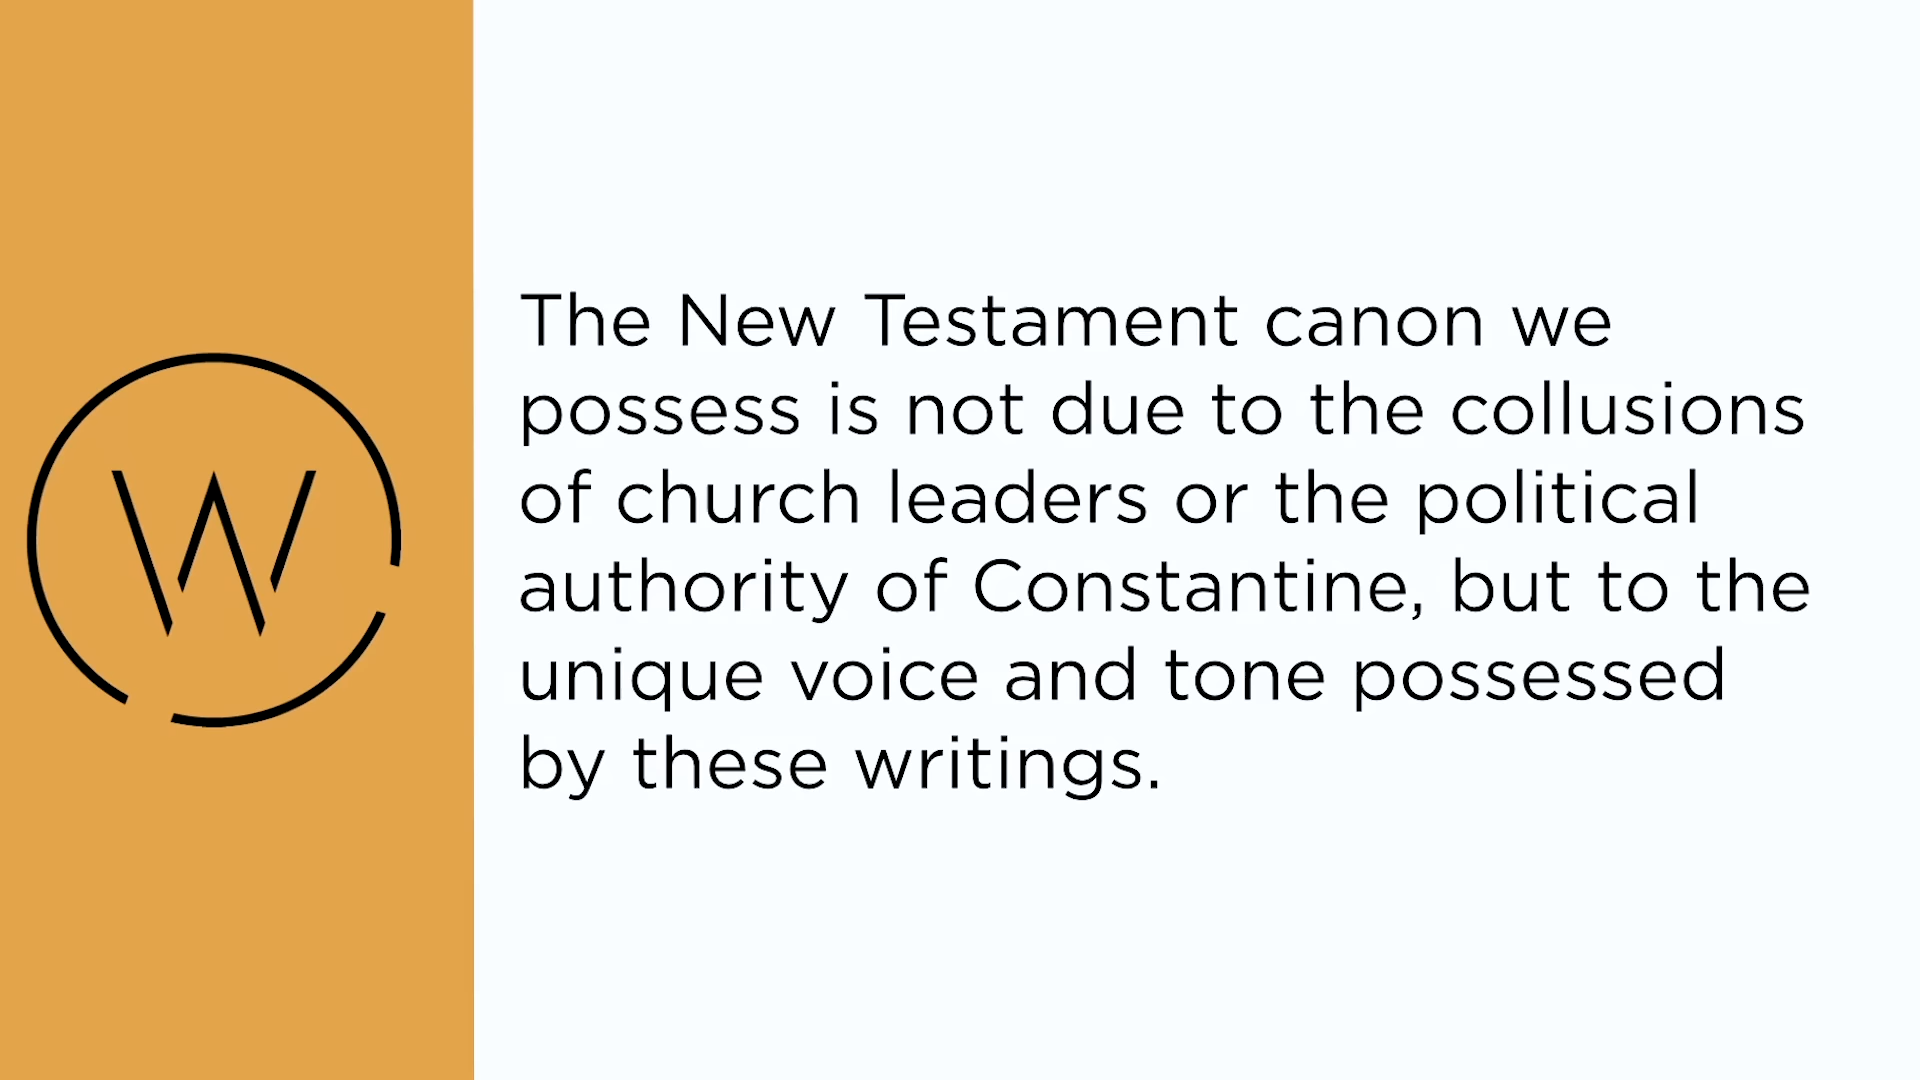 W
The New Testament canon we
possess is not due to the collusions
of church leaders or the political
authority of Constantine, but to the
unique voice and tone possessed
by these writings.